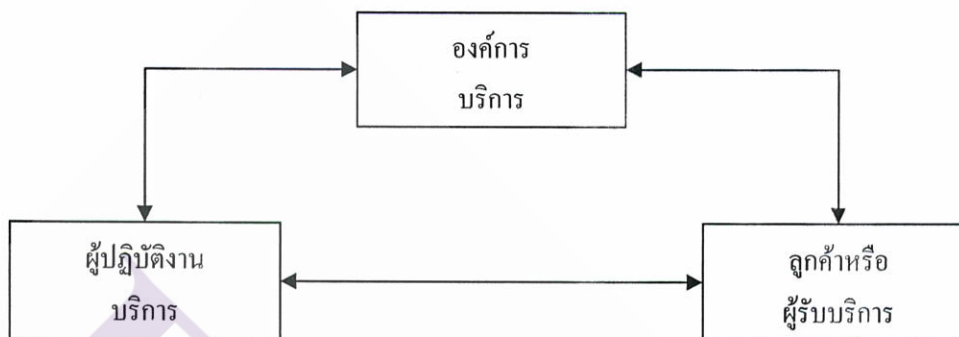 องค์การ
บริการ
ผู้ปฏิบัติงาน
บริการ
ลูกค้าหรือ
ผู้รับบริการ